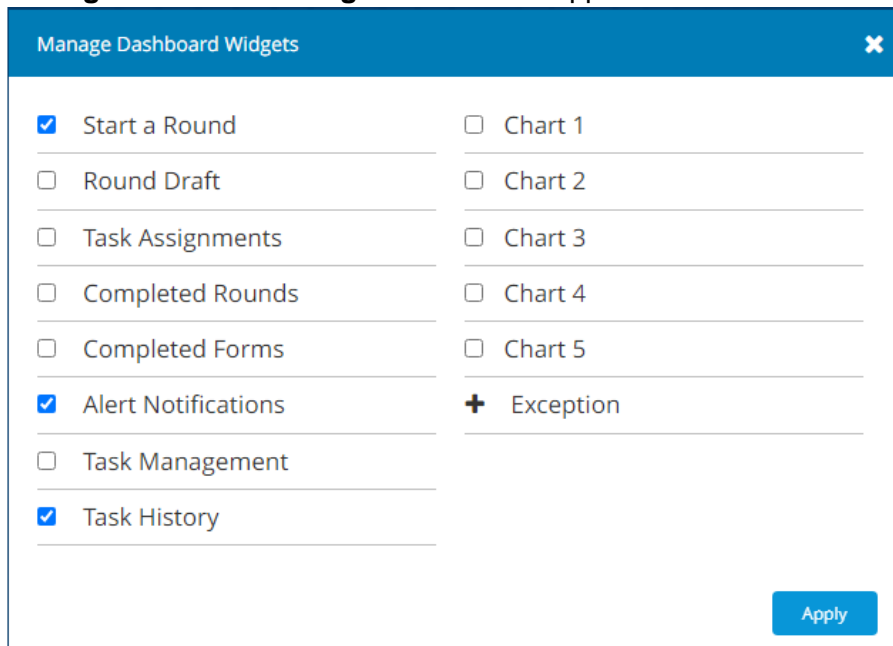 Manage Dashboard Widgets
Start a Round
Round Draft
Task Assignments
Completed Rounds
Completed Forms
Alert Notifications
Task Management
Task History
Chart 1
Chart 2
Chart 3
Chart 4
Chart 5
Exception
Apply